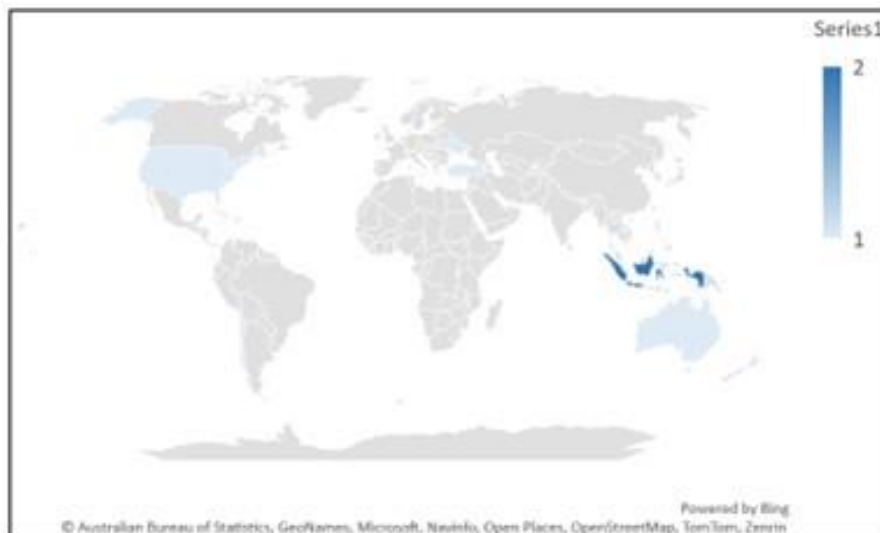 Series1
2
1
Powered by Bing
© Australian Bureau of Statistics, GeoNames, Microsoft, Navinfo, Open Places, OpenStreetMap, TomTom, Zenrin